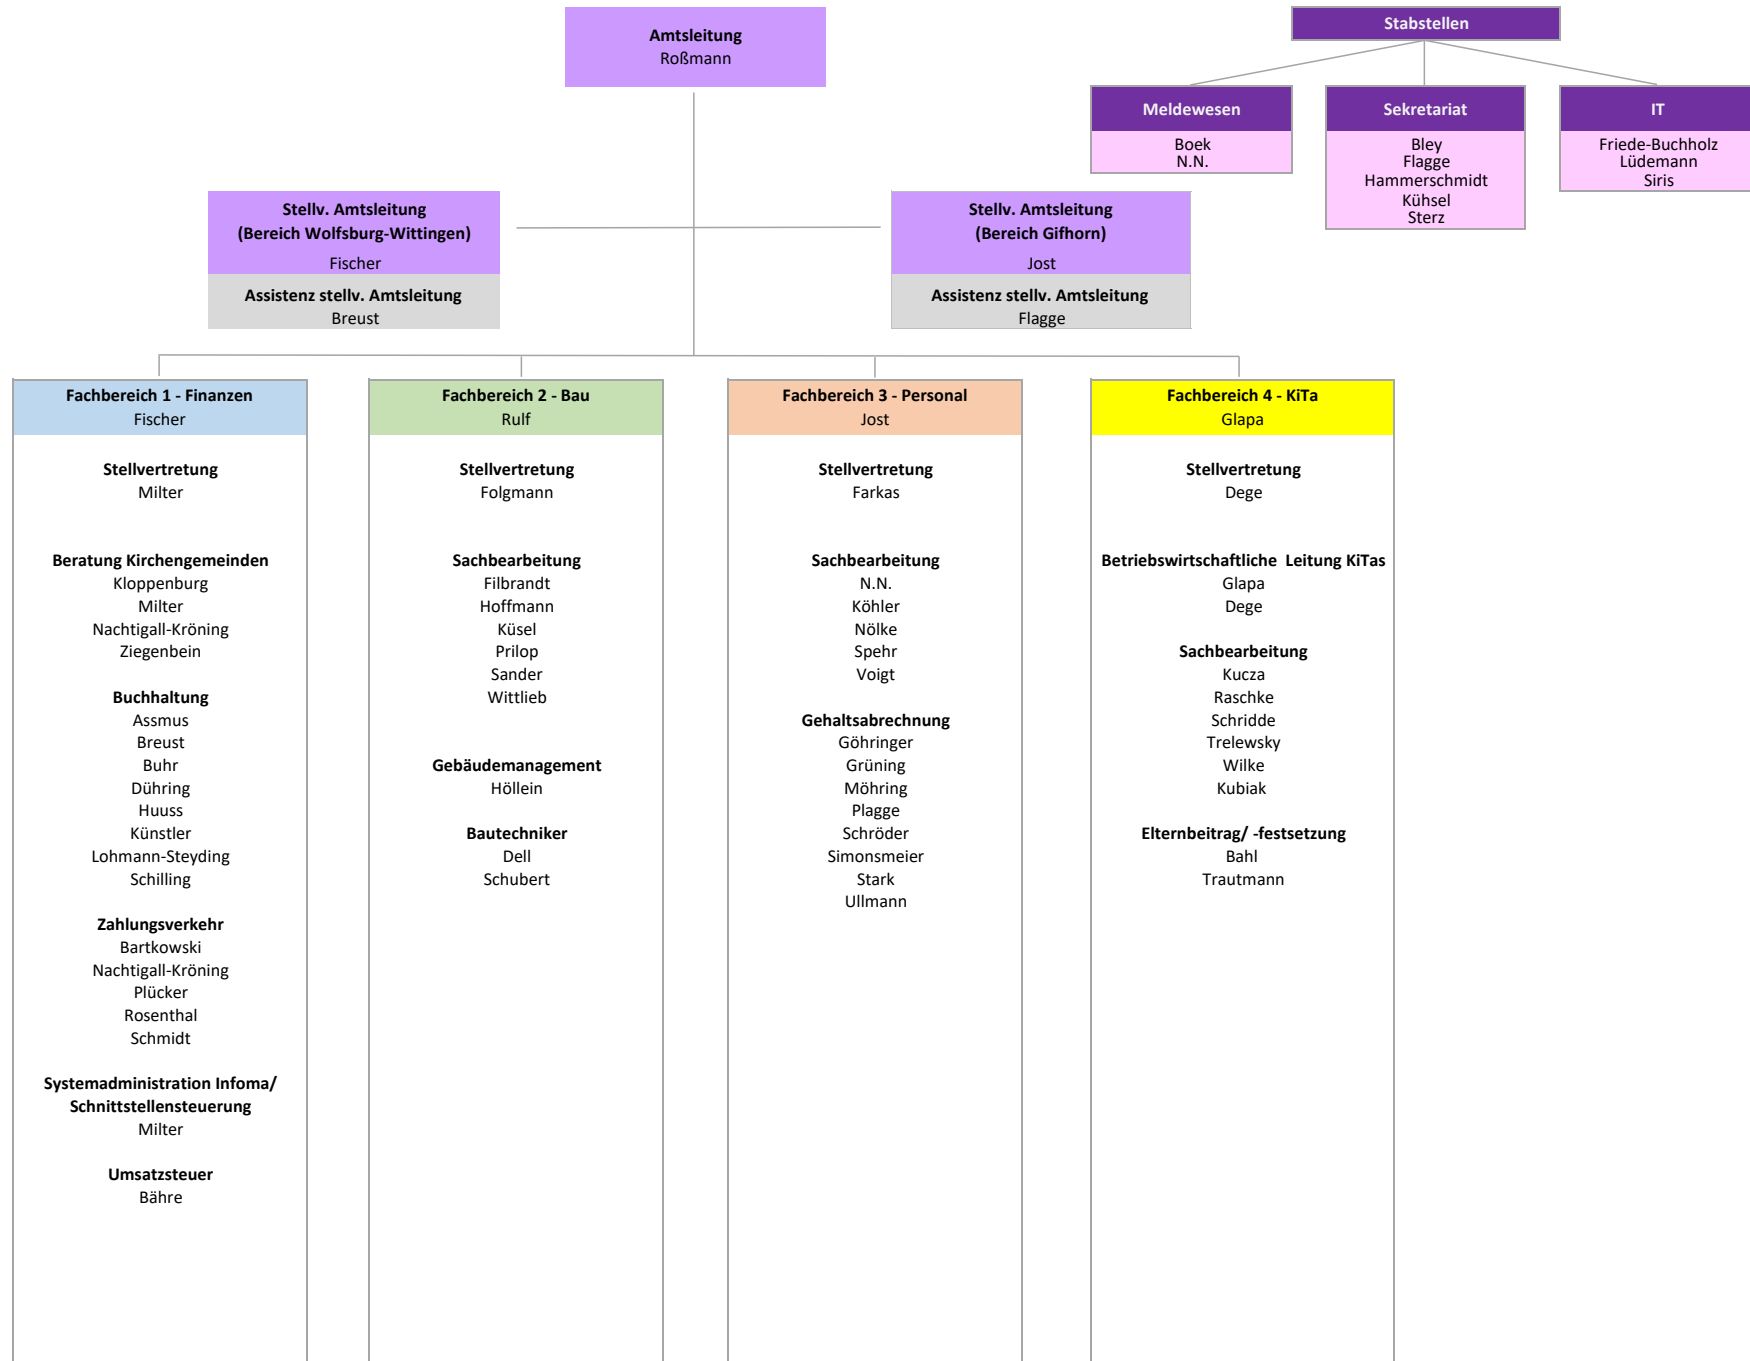 Amtsleitung
Roßmann
Stabstellen
Meldewesen
Boek
N.N.
Sekretariat
Bley
Flagge
Hammerschmidt
Kühsel
Sterz
IT
Friede-Buchholz
Lüdemann
Siris
Stellv. Amtsleitung
(Bereich Wolfsburg-Wittingen)
Fischer
Assistenz stellv. Amtsleitung
Breust
Stellv. Amtsleitung
(Bereich Gifhorn)
Jost
Assistenz stellv. Amtsleitung
Flagge
Fachbereich 1 - Finanzen
Fischer
Stellvertretung
Milter
Beratung Kirchengemeinden
Kloppenburg
Milter
Nachtigall-Kröning
Ziegenbein
Buchhaltung
Assmus
Breust
Buhr
Dühring
Huuss
Künstler
Lohmann-Steyding
Schilling
Zahlungsverkehr
Bartkowski
Nachtigall-Kröning
Plücker
Rosenthal
Schmidt
Systemadministration Infoma/
Schnittstellensteuerung
Milter
Umsatzsteuer
Bähre
Fachbereich 2 - Bau
Rulf
Stellvertretung
Folgmann
Sachbearbeitung
Filbrandt
Hoffmann
Küsel
Prilop
Sander
Wittlieb
Gebäudemanagement
Höllein
Bautechniker
Dell
Schubert
Fachbereich 3 - Personal
Jost
Stellvertretung
Farkas
Sachbearbeitung
N.N.
Köhler
Nölke
Spehr
Voigt
Gehaltsabrechnung
Göhringer
Grüning
Möhring
Plagge
Schröder
Simonsmeier
Stark
Ullmann
Fachbereich 4 - KiTa
Glapa
Stellvertretung
Dege
Betriebswirtschaftliche Leitung KiTas
Glapa
Dege
Sachbearbeitung
Kucza
Raschke
Schridde
Trelewsky
Wilke
Kubiak
Elternbeitrag/ -festsetzung
Bahl
Trautmann